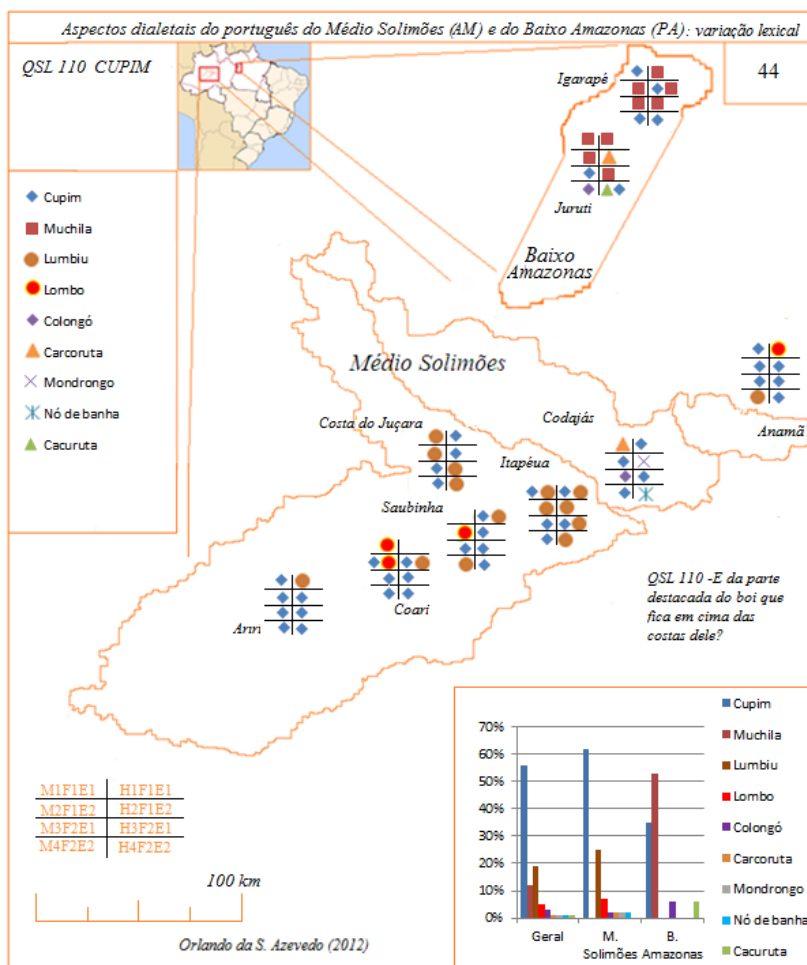 Aspectos dialetais do português do Médio Solimões (AM) e do Baixo Amazonas (PA): variação lexical
QSL 110 CUPIM
44
Igarapé
Juruti
Baixo
Amazonas
Cupim
Muchila
Lumbiu
Lombo
Colongó
Carcoruta
Mondrongo
Nó de banha
Cacuruta
Médio Solimões
Costa do Juçara
Codajás
Anamã
Itapéua
Saubinha
Coari
Ariri
QSL 110 -E da parte
destacada do boi que
fica em cima das
costas dele?
M1F1E1 H1F1E1
M2F1E2 H2F1E2
M3F2E1 H3F2E1
M4F2E2 H4F2E2
100 km
Orlando da S. Azevedo (2012)
70%
60%
50%
40%
30%
20%
10%
0%
Geral M. B.
Solimões Amazonas
Cupim
Muchila
Lumbiu
Lombo
Colongó
Carcoruta
Mondrongo
Nó de banha
Cacuruta